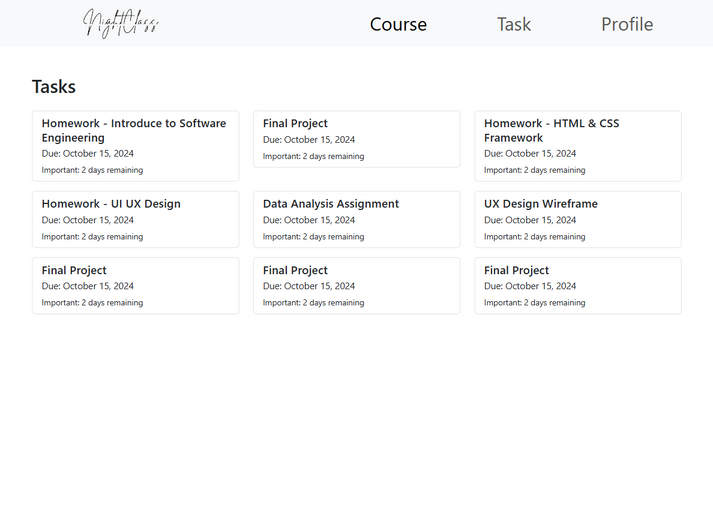 NightClass
Course
Task
Profile
Tasks
Homework - Introduce to Software
Engineering
Due: October 15, 2024
Important: 2 days remaining
Final Project
Due: October 15, 2024
Important: 2 days remaining
Homework - HTML & CSS
Framework
Due: October 15, 2024
Important: 2 days remaining
Homework - UI UX Design
Due: October 15, 2024
Important: 2 days remaining
Data Analysis Assignment
Due: October 15, 2024
Important: 2 days remaining
UX Design Wireframe
Due: October 15, 2024
Important: 2 days remaining
Final Project
Due: October 15, 2024
Important: 2 days remaining
Final Project
Due: October 15, 2024
Important: 2 days remaining
Final Project
Due: October 15, 2024
Important: 2 days remaining